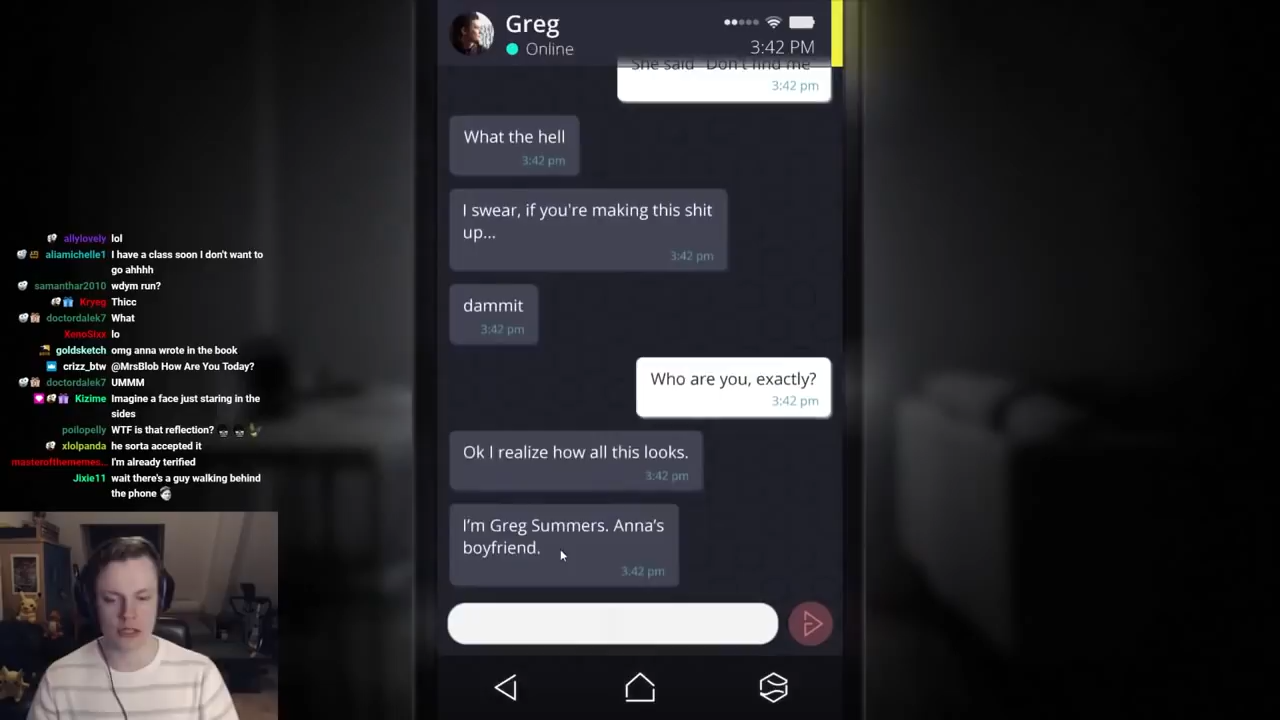 Greg
Online
3:42 PM
She said "Don't find me"
3:42 pm
What the hell
3:42 pm
I swear, if you're making this shit
up...
3:42 pm
dammit
3:42 pm
Who are you, exactly?
3:42 pm
Ok I realize how all this looks.
3:42 pm
I'm Greg Summers. Anna's
boyfriend.
3:42 pm
allylovely lol
aliamichelle1 I have a class soon I don't want to
go ahhhh
samanthar2010 wdym run?
Kryeg Thicc
doctordalek7 What
XenoSixx lo
goldsketch omg anna wrote in the book
crizz_btw @MrsBlob How Are You Today?
doctordalek7 UMMM
Kizime Imagine a face just staring in the
sides
poilopelly WTF is that reflection?
xlolpanda he sorta accepted it
masterofthememes... I'm already terified
Jixie11 wait there's a guy walking behind
the phone